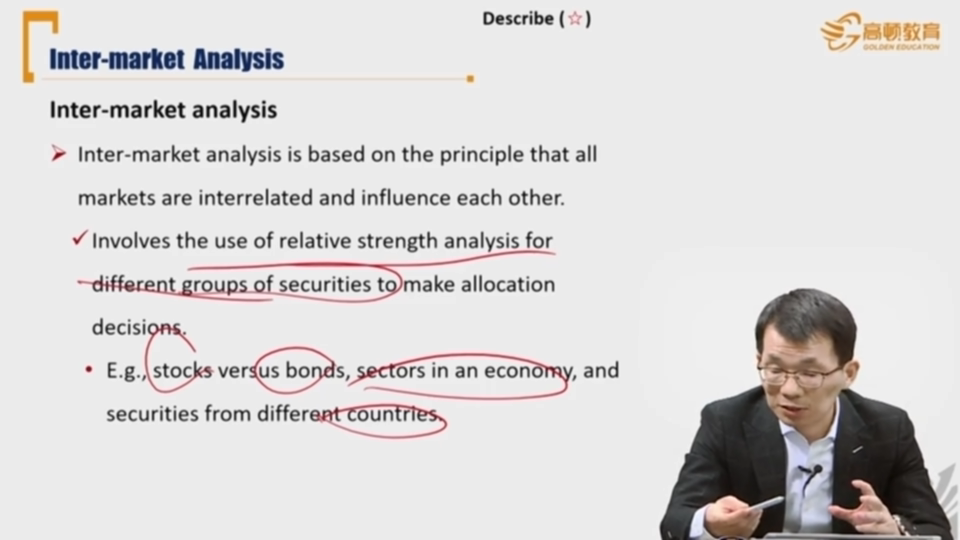 Describe (☆)
高顿教育
GOLDEN EDUCATION
Inter-market Analysis
Inter-market analysis
➢ Inter-market analysis is based on the principle that all
markets are interrelated and influence each other.
✓ Involves the use of relative strength analysis for
different groups of securities to make allocation
decisions.
• E.g., stocks versus bonds, sectors in an economy, and
securities from different countries.